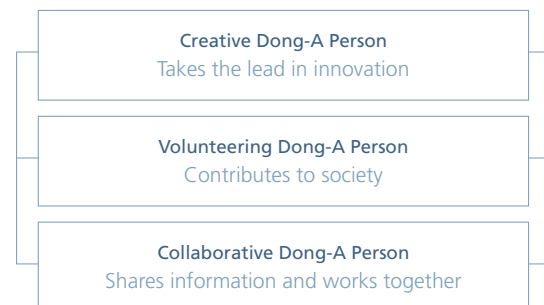 Creative Dong-A Person
Takes the lead in innovation
Volunteering Dong-A Person
Contributes to society
Collaborative Dong-A Person
Shares information and works together